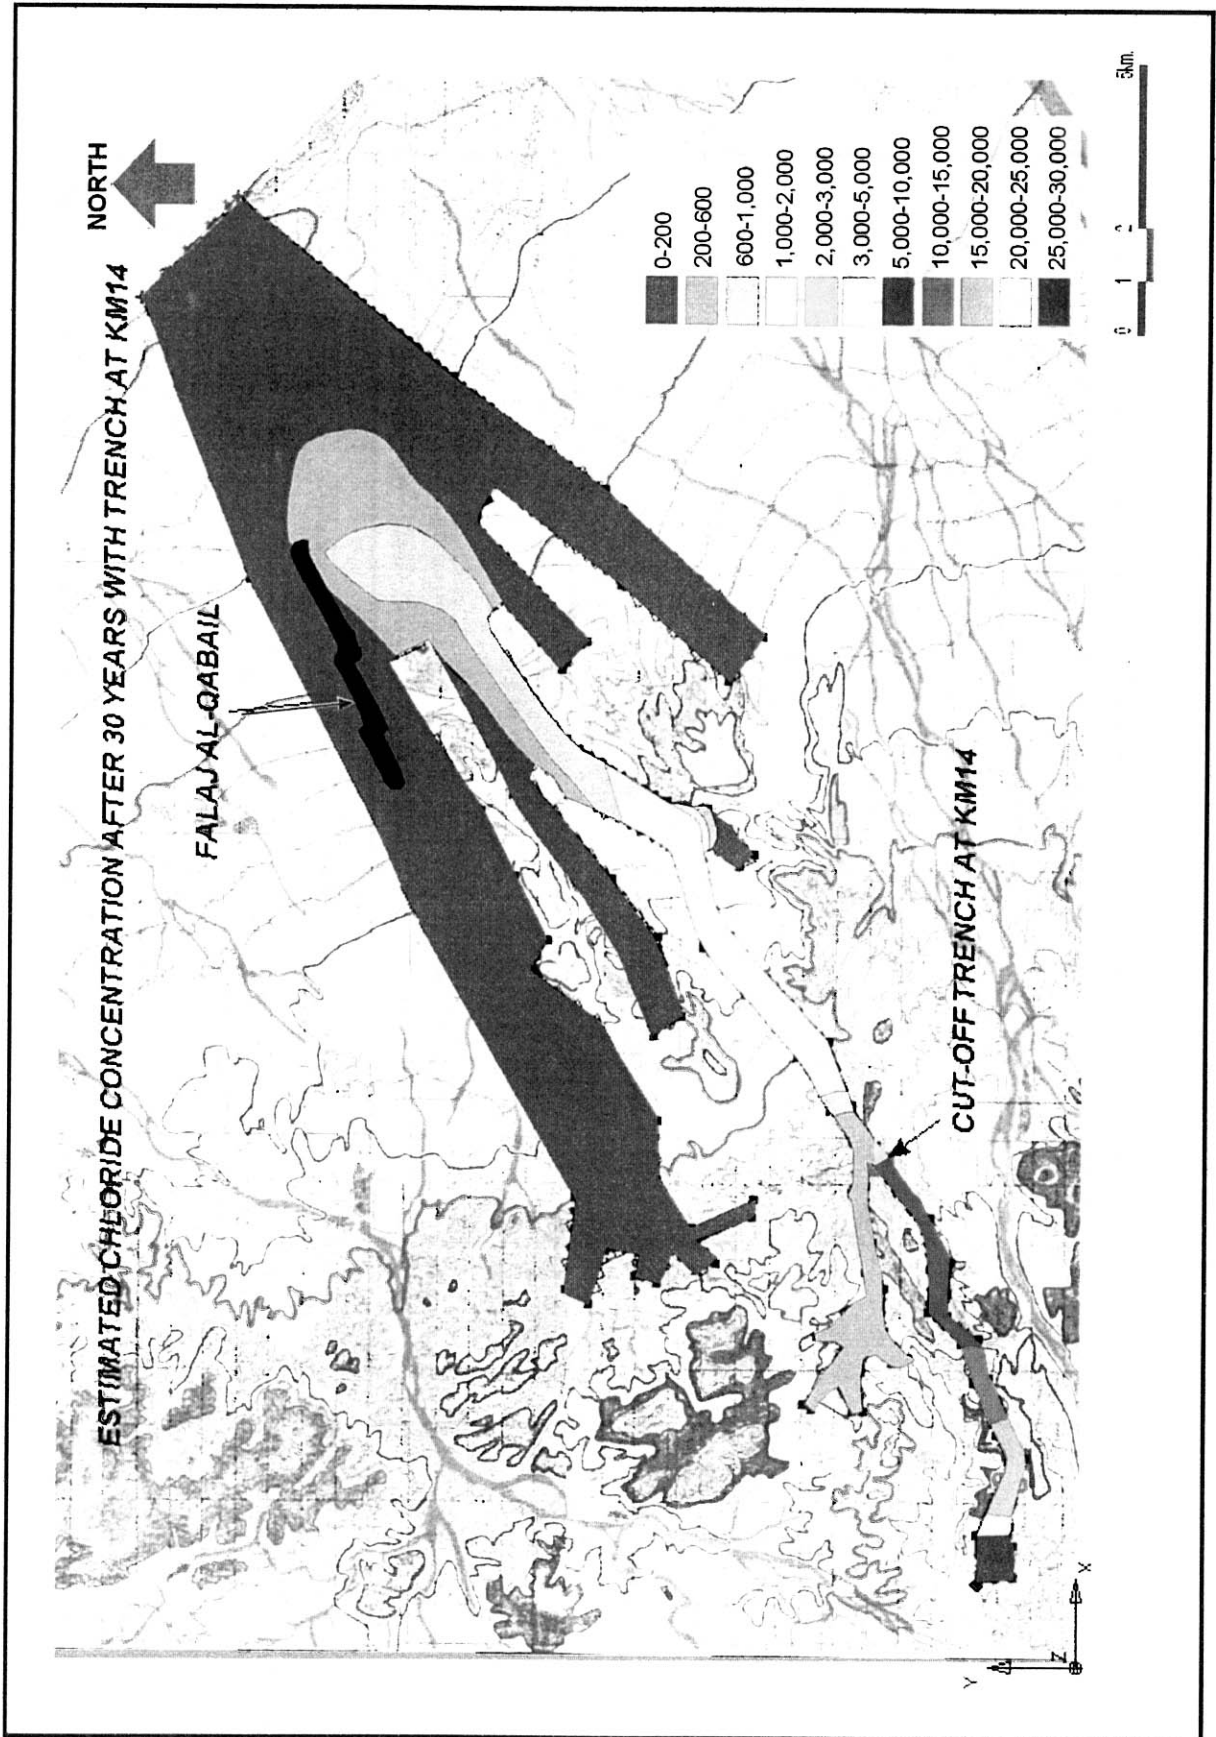 ESTIMATED CHLORIDE CONCENTRATION AFTER 30 YEARS WITH TRENCH AT KM14
NORTH
FALAJ AL-QABAIL
CUT-OFF TRENCH AT KM14
0-200
200-600
600-1,000
1,000-2,000
2,000-3,000
3,000-5,000
5,000-10,000
10,000-15,000
15,000-20,000
20,000-25,000
25,000-30,000
0 1 2 5km.
Y
Z
X